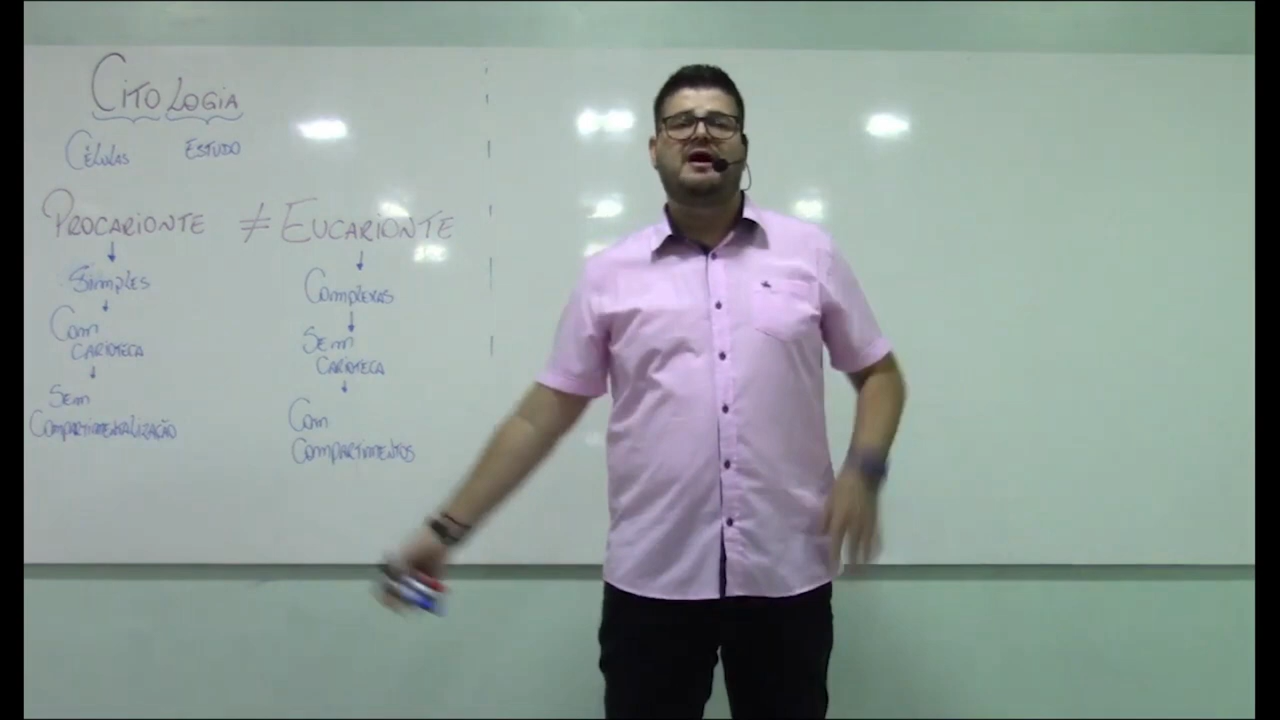 CitoLogia
Células Estudo
Procarionte ≠ Eucarionte
↓ ↓
Simples Complexas
↓ ↓
Com Sem
Carioteca Carioteca
↓ ↓
Sem Com
Compartimentalização Compartimentos